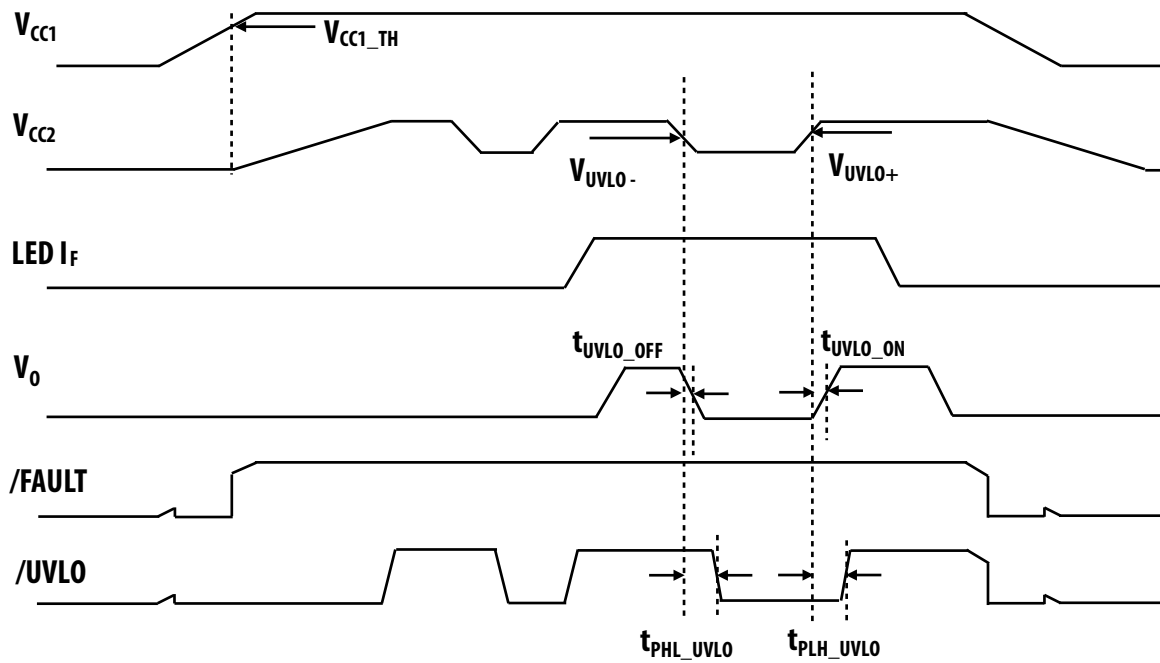 VCC1
VCC1_TH
VCC2
VUVLO -
VUVLO+
LED IF
tUVLO_OFF
tUVLO_ON
VO
/FAULT
/UVLO
tPHL_UVLO
tPLH_UVLO